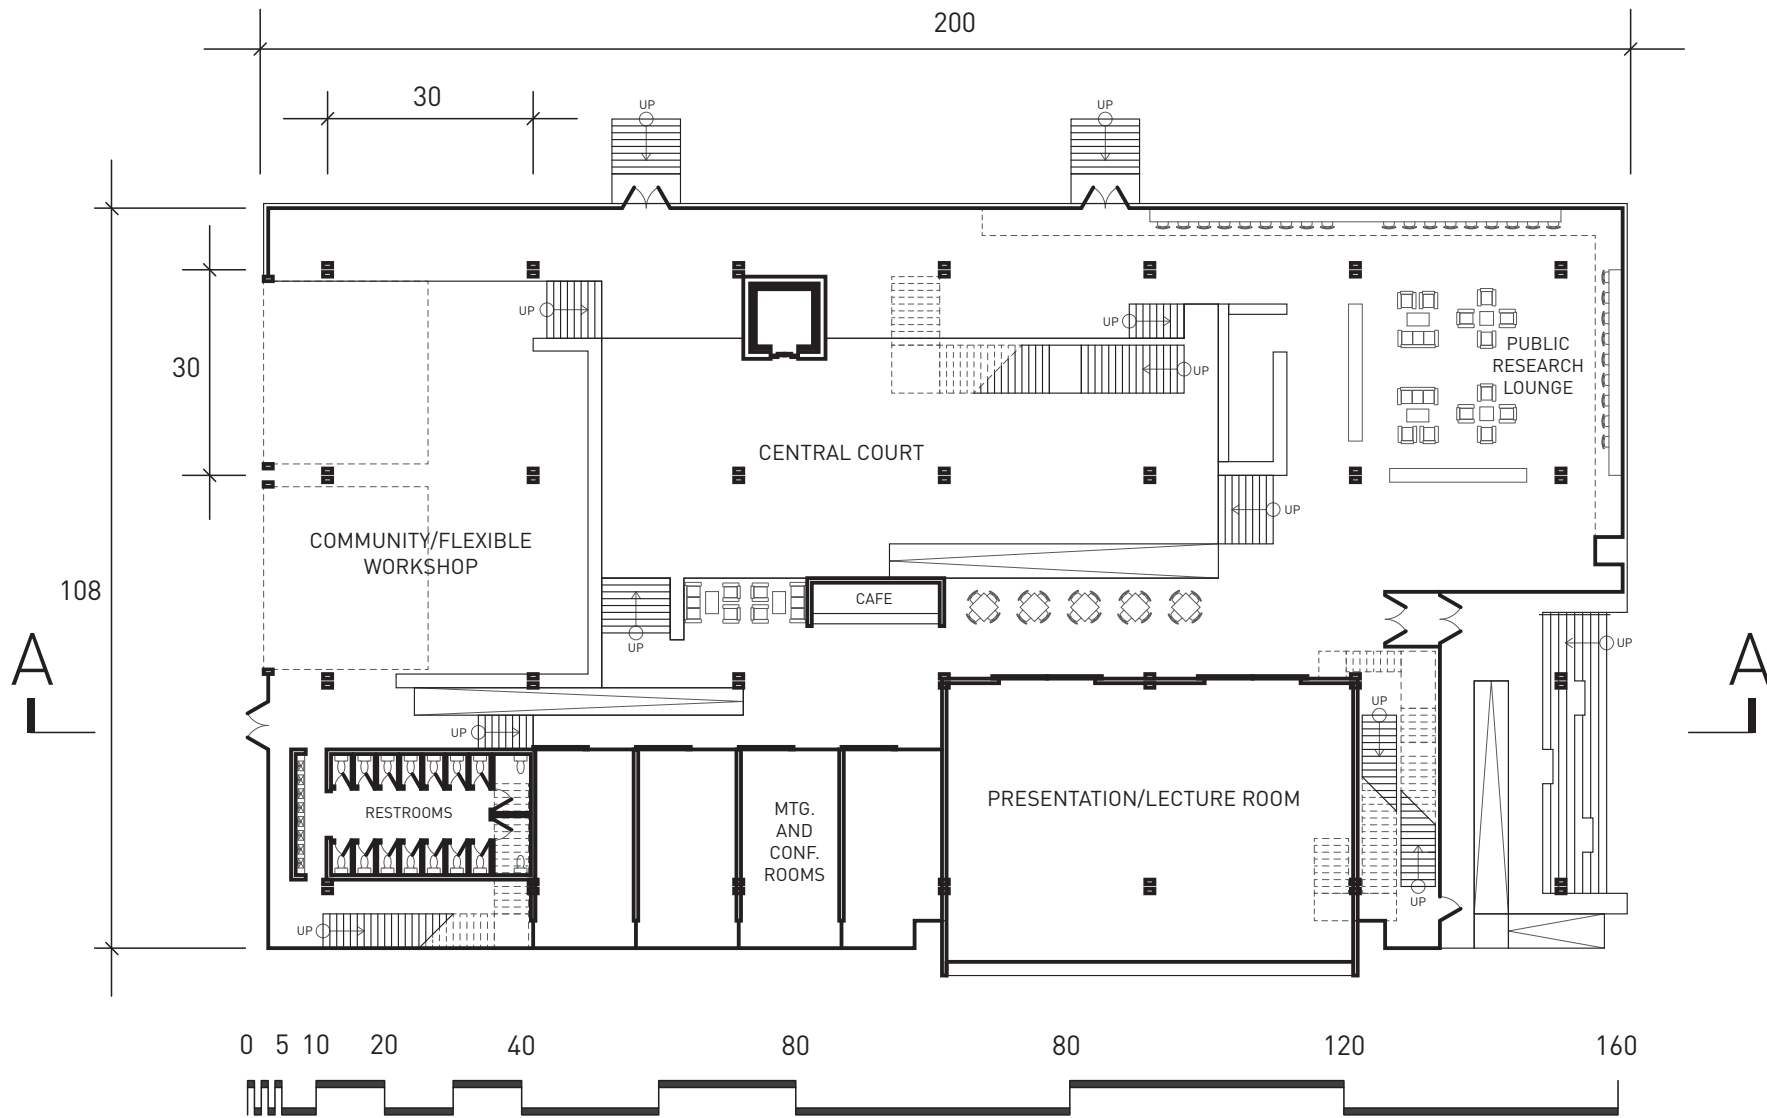 200
30
UP
UP
30
UP
UP
UP
PUBLIC
RESEARCH
LOUNGE
CENTRAL COURT
UP
COMMUNITY/FLEXIBLE
WORKSHOP
108
CAFE
UP
UP
A
A
UP
UP
RESTROOMS
MTG.
AND
CONF.
ROOMS
PRESENTATION/LECTURE ROOM
UP
UP
0 5 10 20 40 80 80 120 160